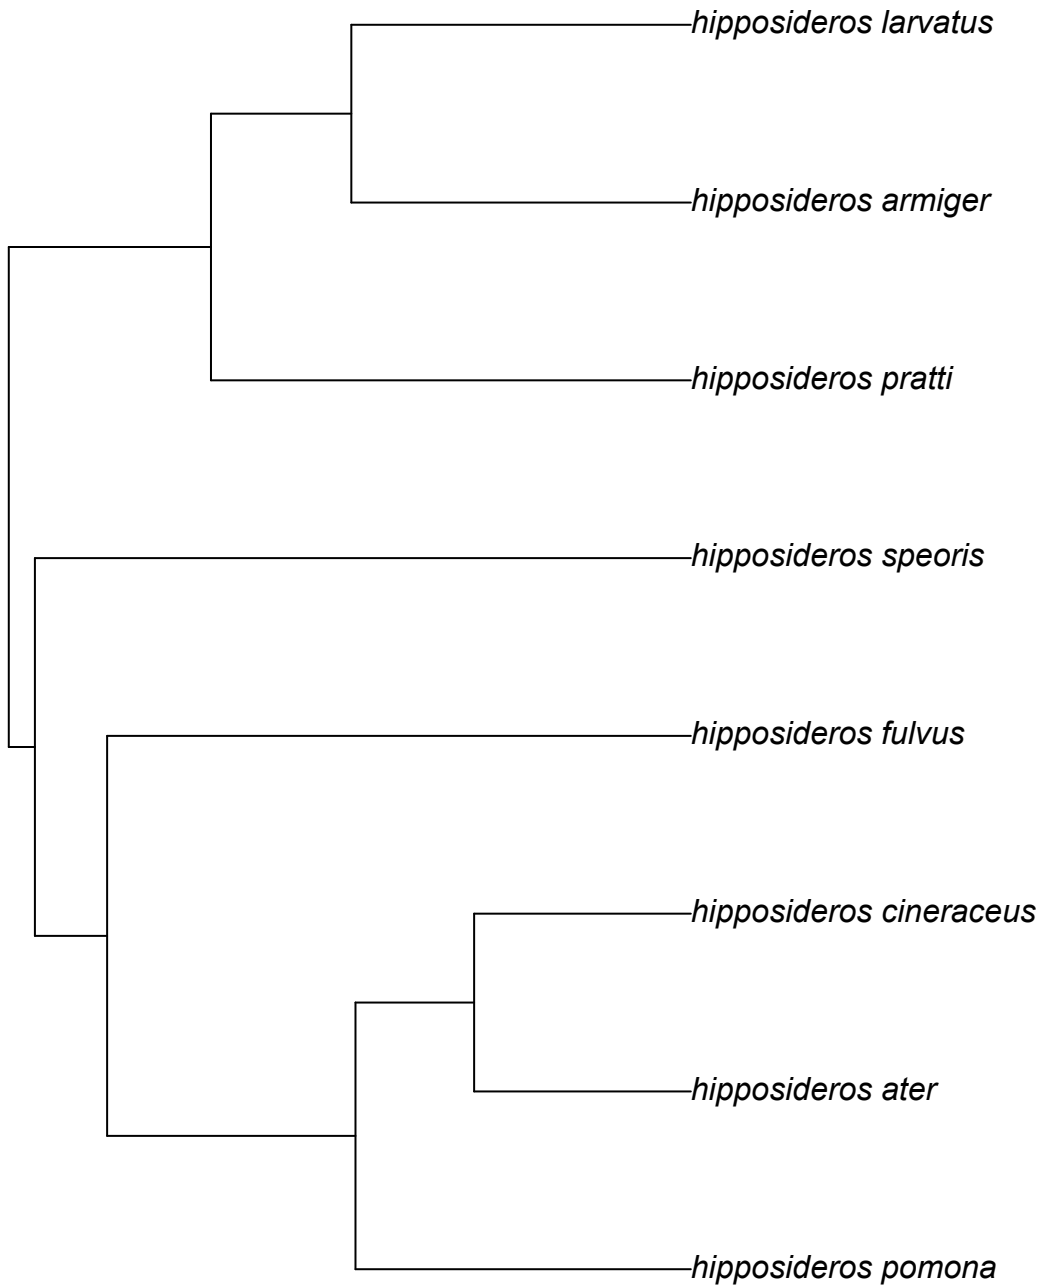 hipposideros larvatus
hipposideros armiger
hipposideros pratti
hipposideros speoris
hipposideros fulvus
hipposideros cineraceus
hipposideros ater
hipposideros pomona